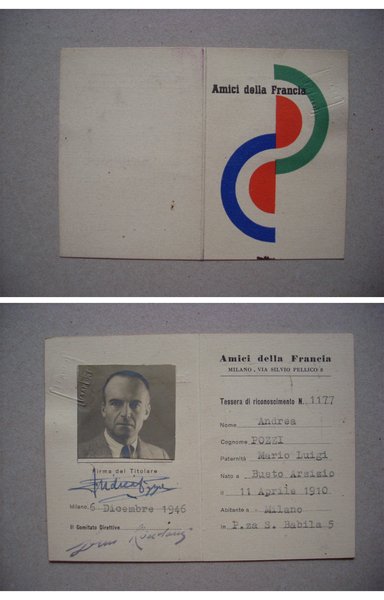 Amici della Francia
Firma del Titolare
Milano, 6 Dicembre 1946
Il Comitato Direttivo
Amici della Francia
MILANO, VIA SILVIO PELLICO 8
Tessera di riconoscimento N. 1177
Nome Andrea
Cognome POZZI
Paternità Mario Luigi
Nato a Busto Arsizio
il 11 Aprile 1910
Abitante a Milano
in P.za S. Babila 5